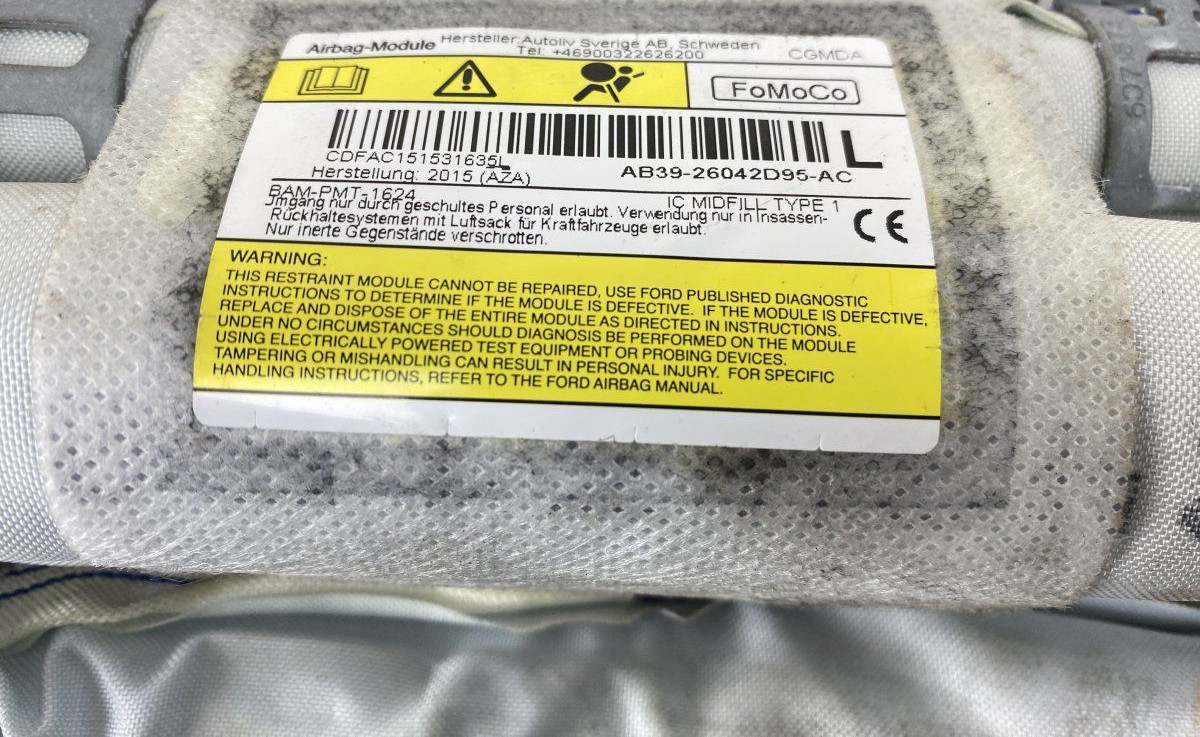 Airbag-Module Hersteller:Autoliv Sverige AB, Schweden
Tel: +46900322626200
CGMDA
FoMoCo
CDFAC151531635L
L
Herstellung: 2015 (AZA)
AB39-26042D95-AC
BAM-PMT-1624
IC MIDFILL TYPE 1
Umgang nur durch geschultes Personal erlaubt. Verwendung nur in Insassen-
Rückhaltesystemen mit Luftsack für Kraftfahrzeuge erlaubt.
Nur inerte Gegenstände verschrotten.
CE
WARNING:
THIS RESTRAINT MODULE CANNOT BE REPAIRED, USE FORD PUBLISHED DIAGNOSTIC
INSTRUCTIONS TO DETERMINE IF THE MODULE IS DEFECTIVE. IF THE MODULE IS DEFECTIVE,
REPLACE AND DISPOSE OF THE ENTIRE MODULE AS DIRECTED IN INSTRUCTIONS.
UNDER NO CIRCUMSTANCES SHOULD DIAGNOSIS BE PERFORMED ON THE MODULE
USING ELECTRICALLY POWERED TEST EQUIPMENT OR PROBING DEVICES.
TAMPERING OR MISHANDLING CAN RESULT IN PERSONAL INJURY. FOR SPECIFIC
HANDLING INSTRUCTIONS, REFER TO THE FORD AIRBAG MANUAL.